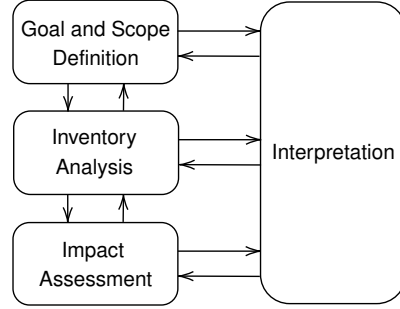 Goal and Scope
Definition
Inventory
Analysis
Interpretation
Impact
Assessment